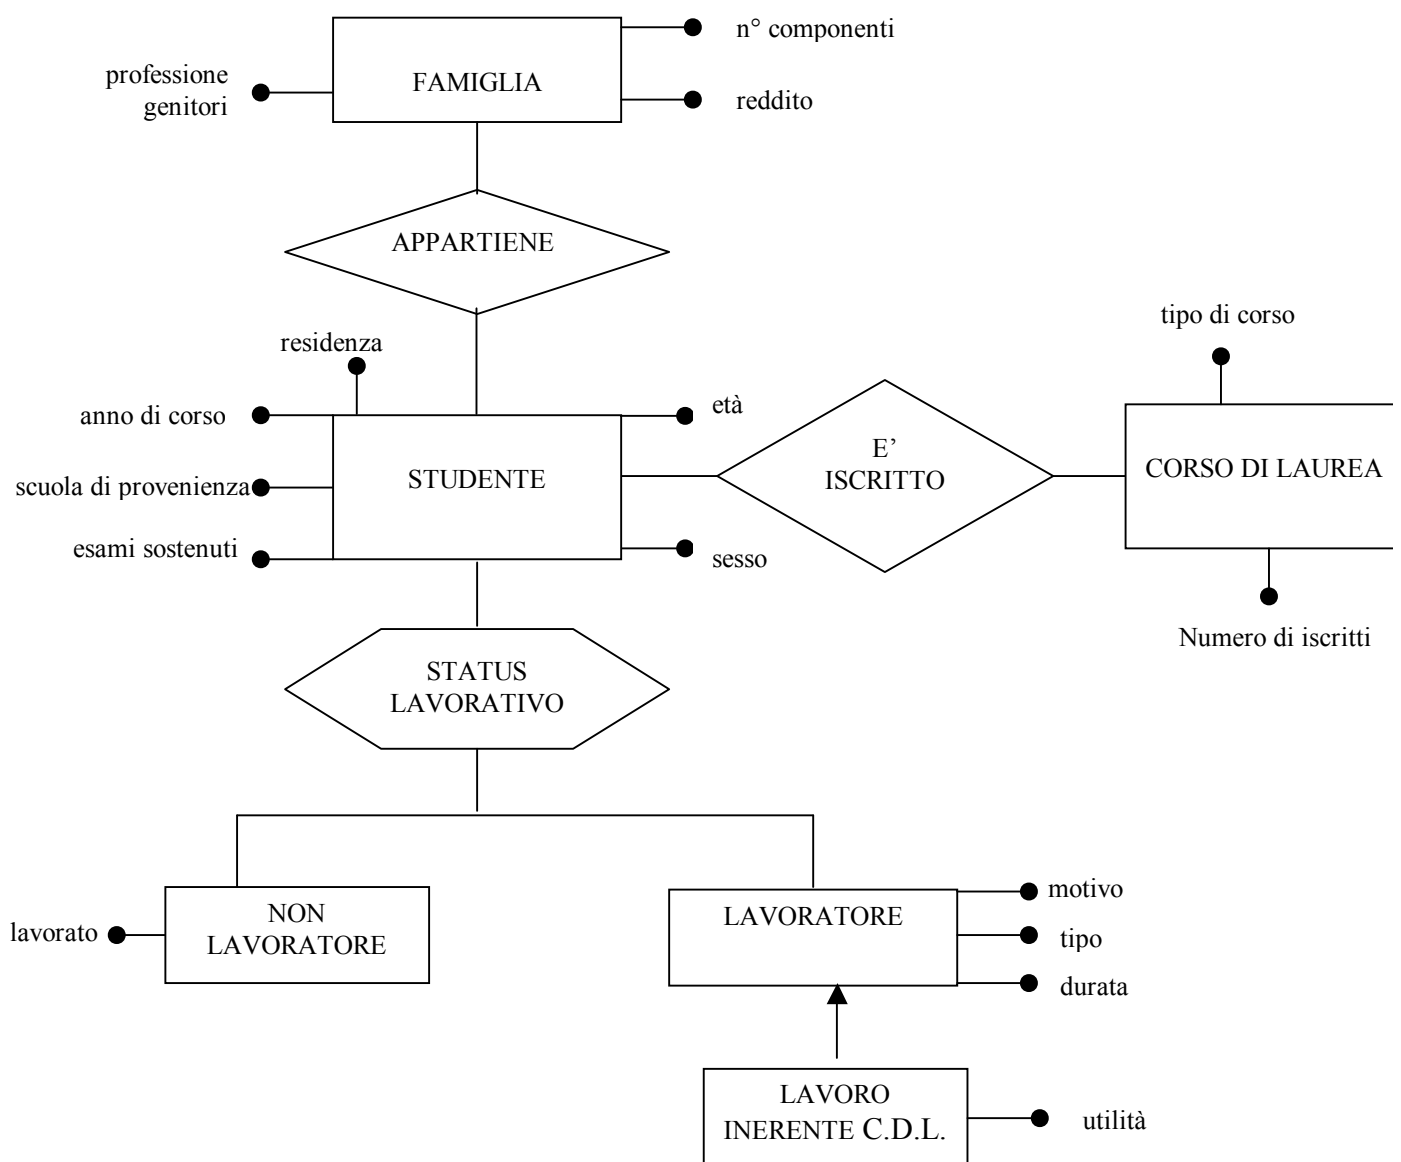 n° componenti
professione
genitori
FAMIGLIA
reddito
APPARTIENE
tipo di corso
residenza
anno di corso
età
E’
ISCRITTO
CORSO DI LAUREA
STUDENTE
scuola di provenienza
esami sostenuti
sesso
Numero di iscritti
STATUS
LAVORATIVO
motivo
NON
LAVORATORE
LAVORATORE
lavorato
tipo
durata
LAVORO
INERENTE C.D.L.
utilità